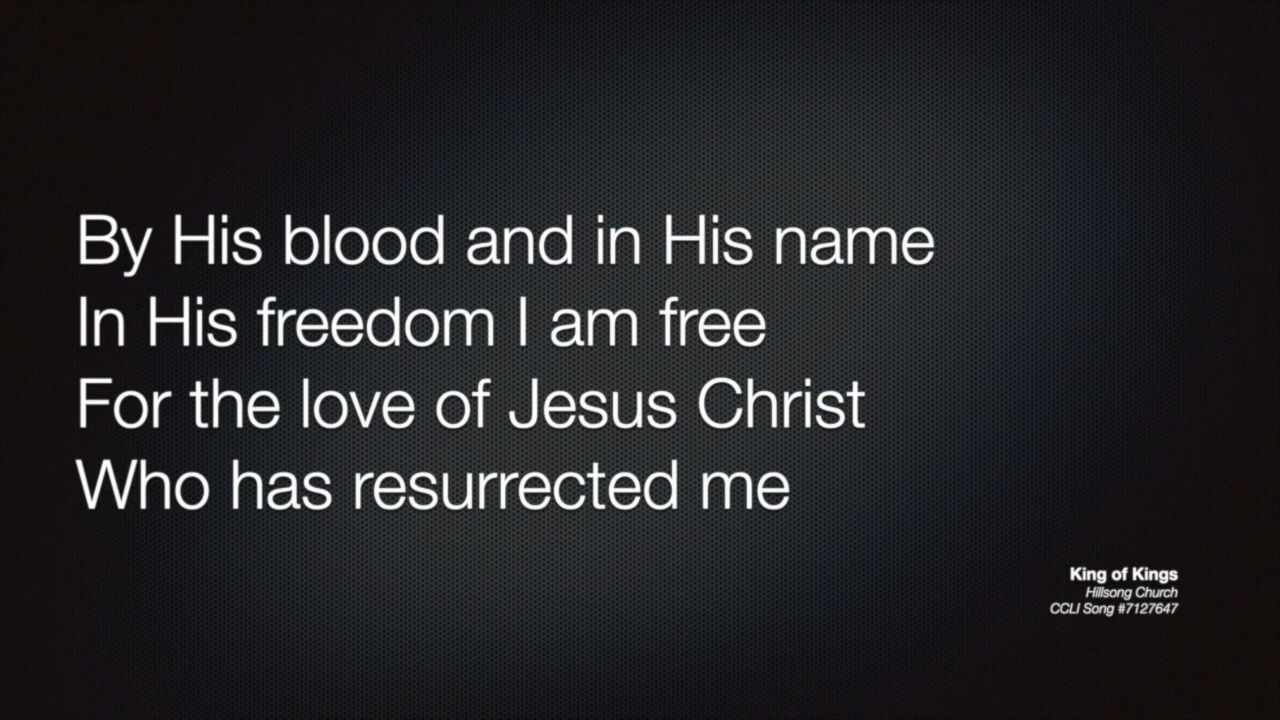 By His blood and in His name
In His freedom I am free
For the love of Jesus Christ
Who has resurrected me
King of Kings
Hillsong Church
CCLI Song #7127647